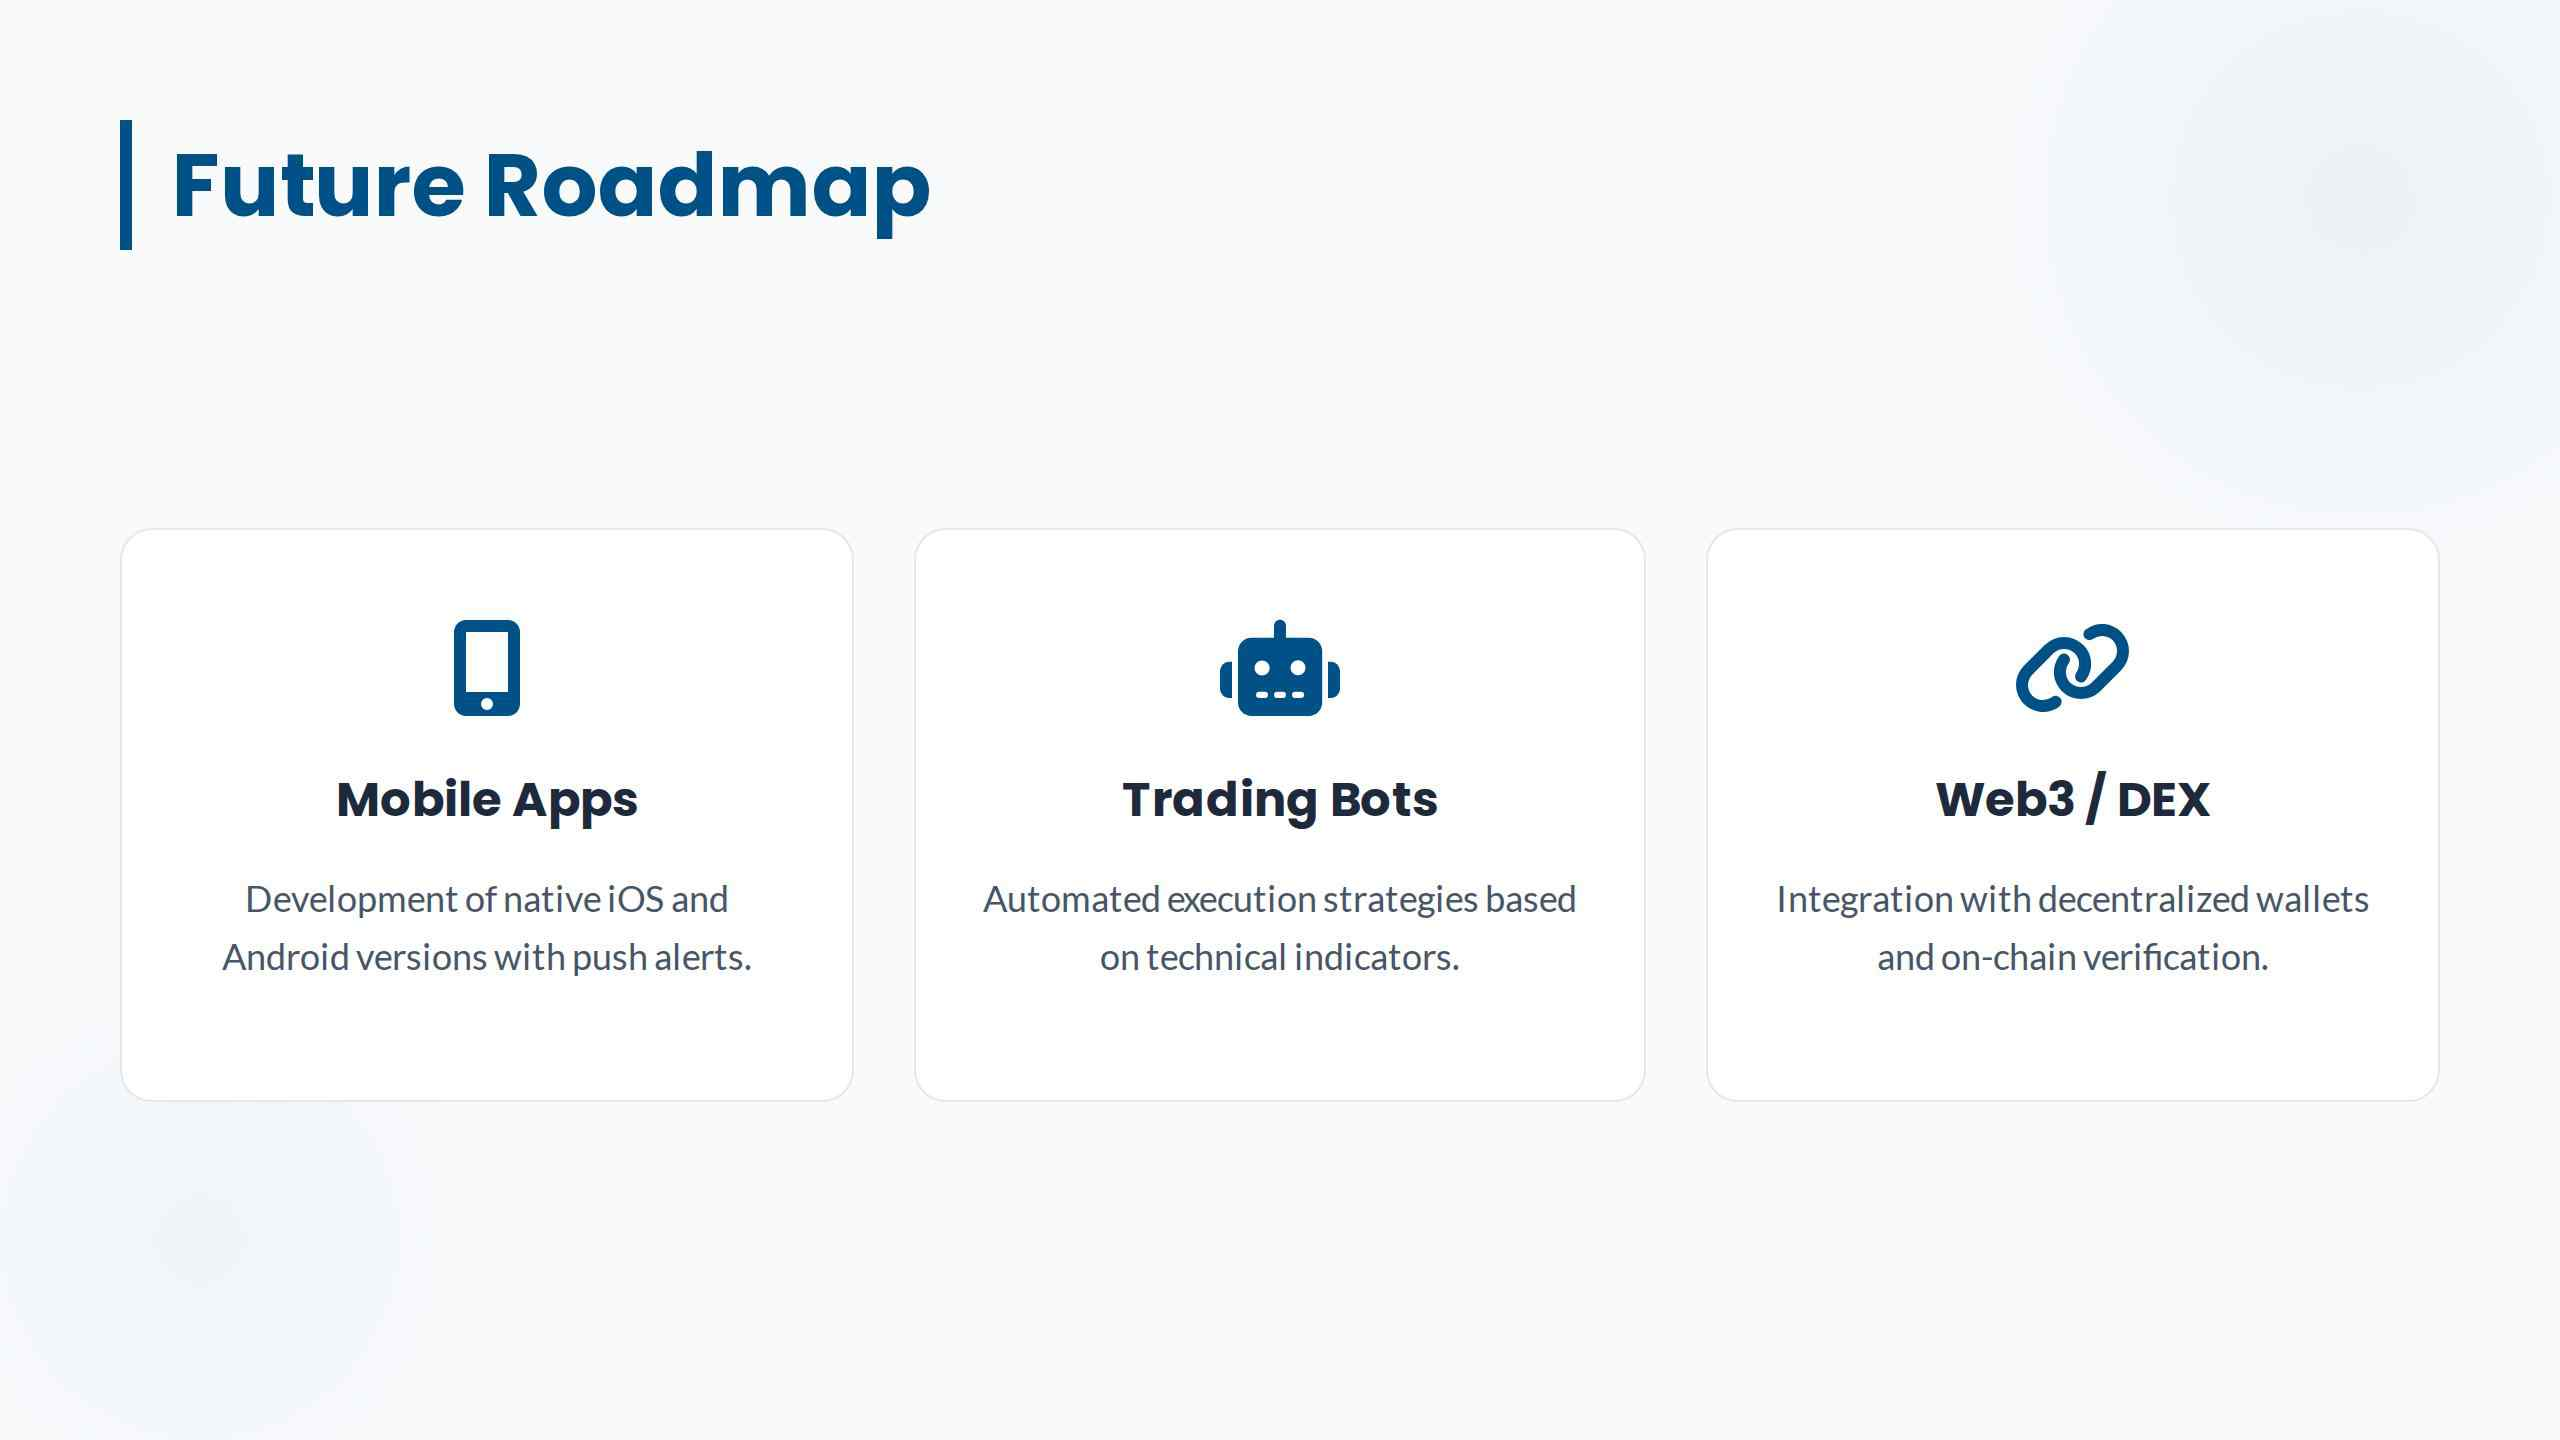 Future Roadmap
Mobile Apps
Development of native iOS and
Android versions with push alerts.
Trading Bots
Automated execution strategies based
on technical indicators.
Web3 / DEX
Integration with decentralized wallets
and on-chain verification.